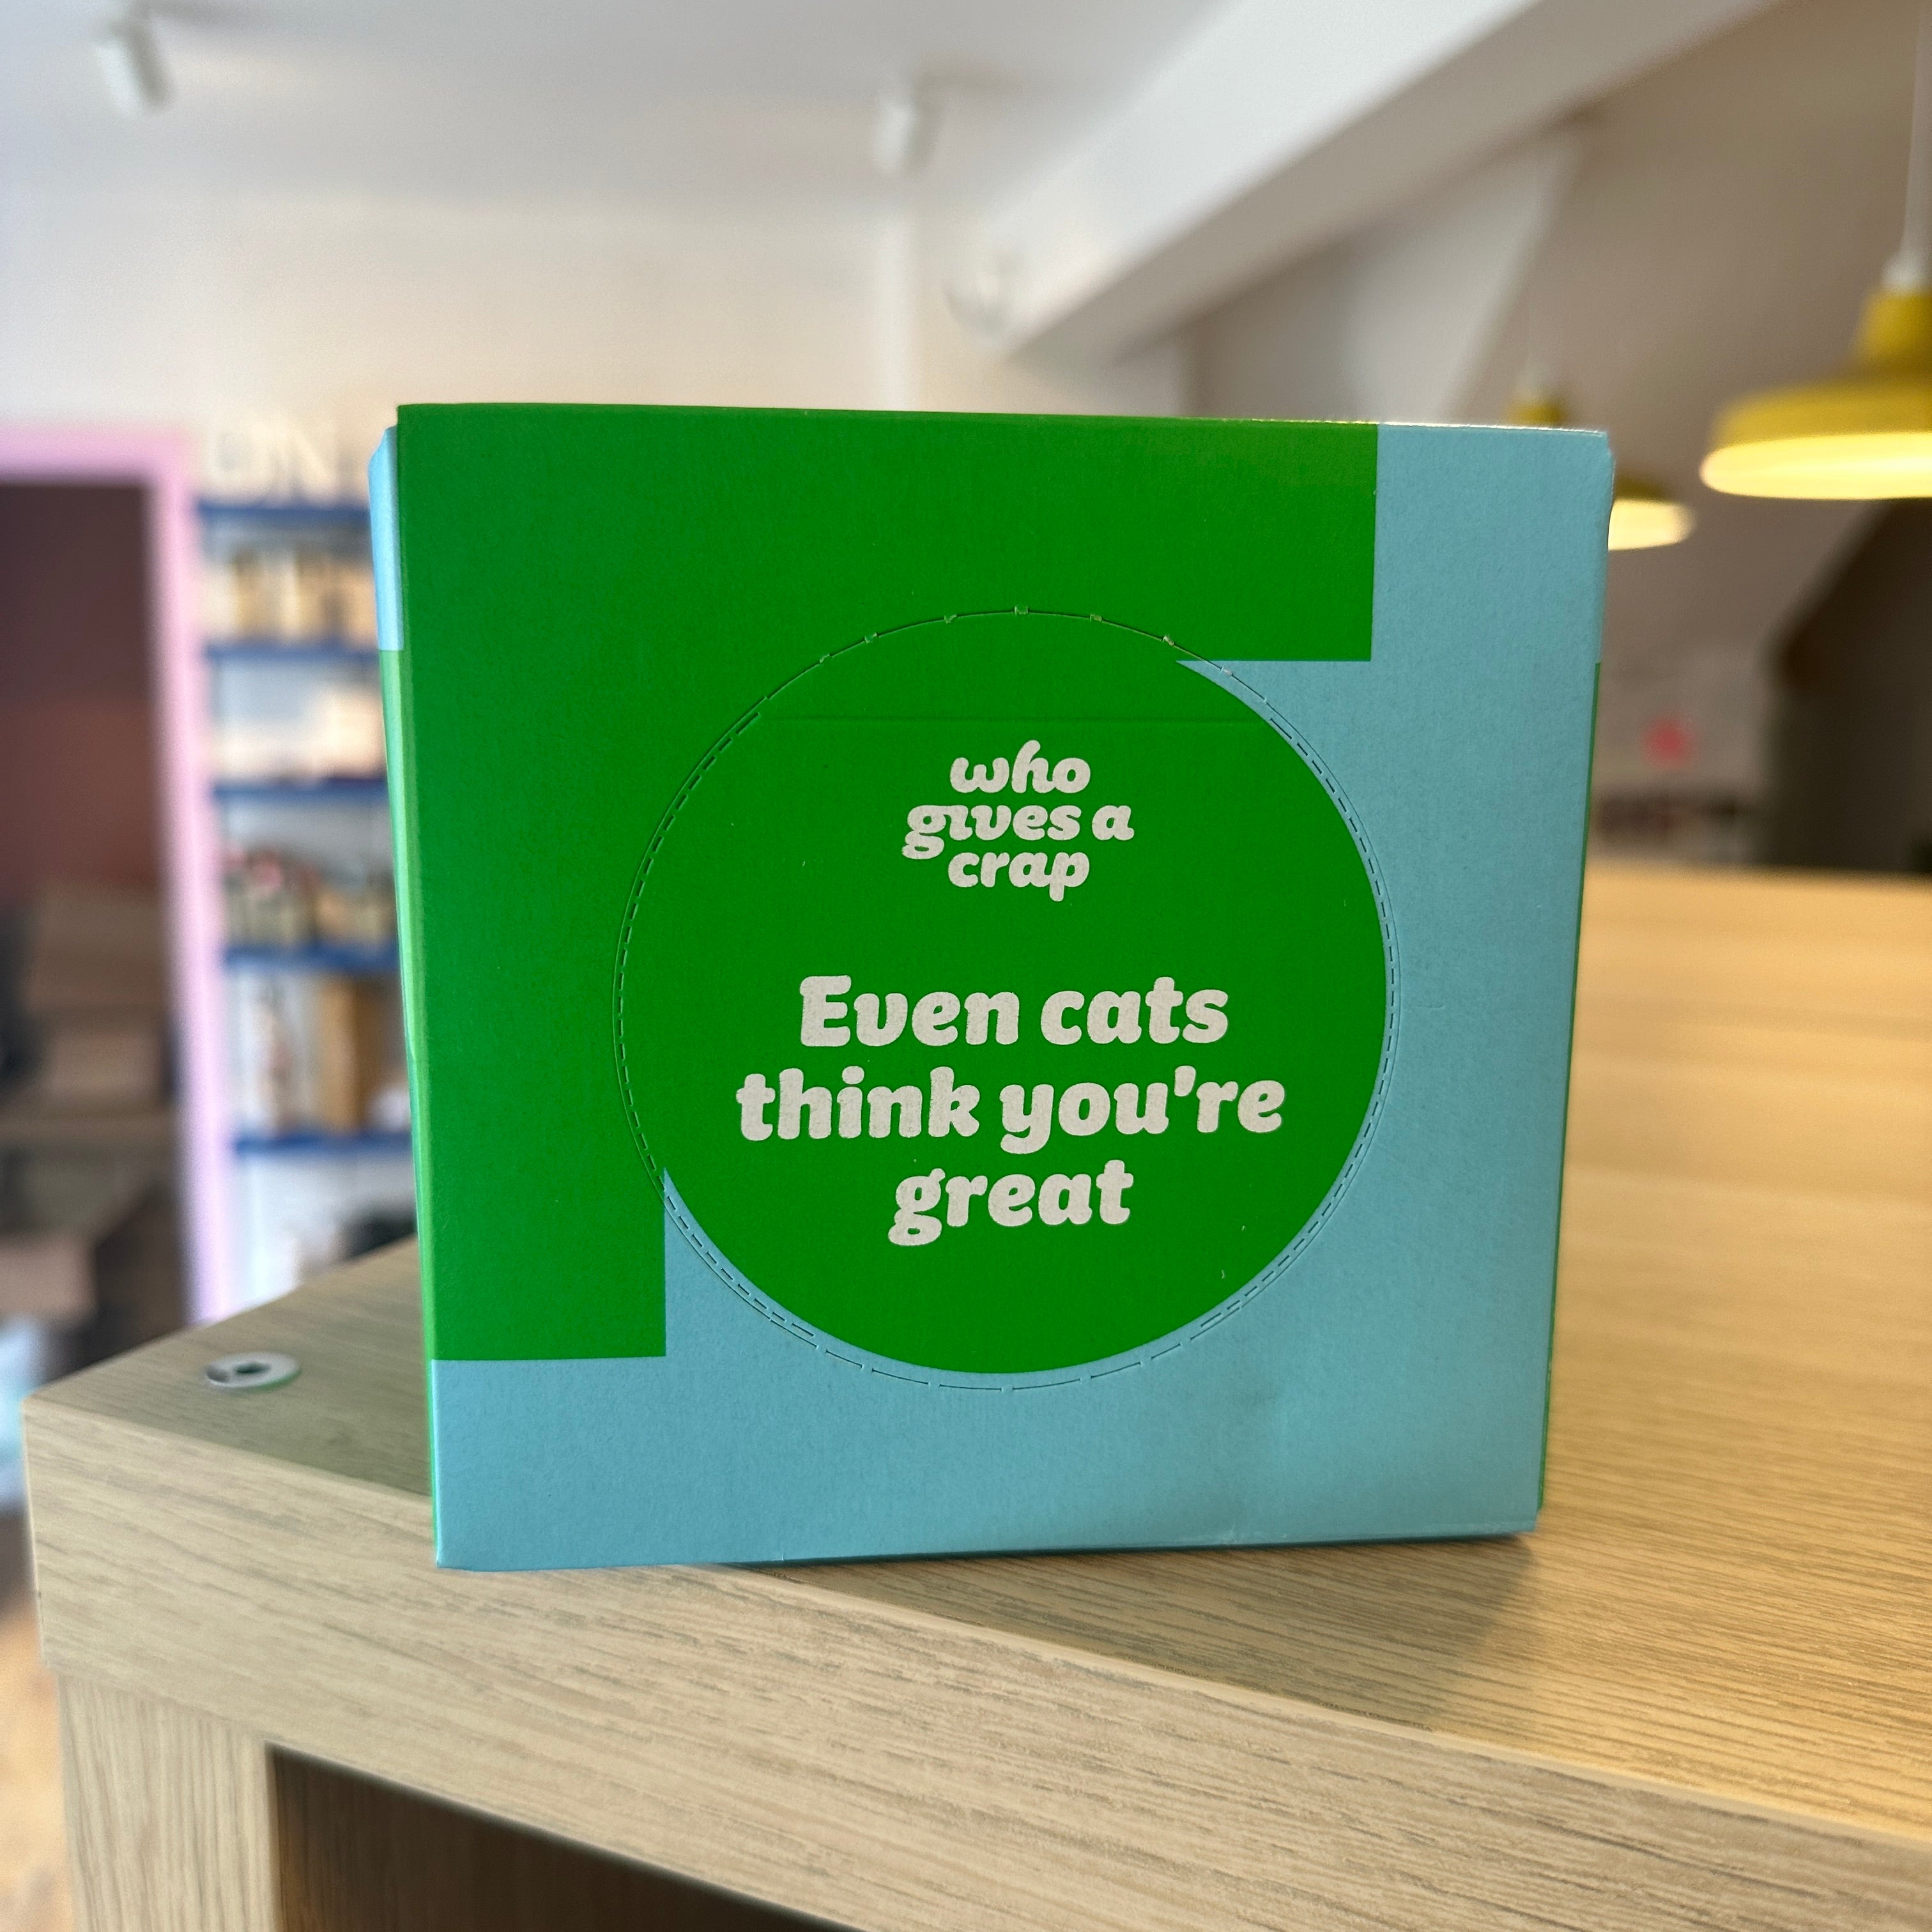 who
gives a
crap
Even cats
think you're
great